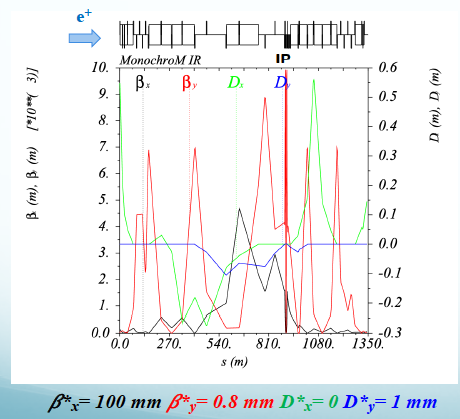 e+
MonochroM IR
IP
βx βy Dx Dy
β (m), β (m) [*10**( 3)]
10.
9.
8.
7.
6.
5.
4.
3.
2.
1.
0.0
0.6
0.5
0.4
0.3
0.2
0.1
0.0
-0.1
-0.2
-0.3
D (m), D (m)
0.0 270. 540. 810. 1080. 1350.
s (m)
β*x= 100 mm β*y= 0.8 mm D*x= 0 D*y= 1 mm